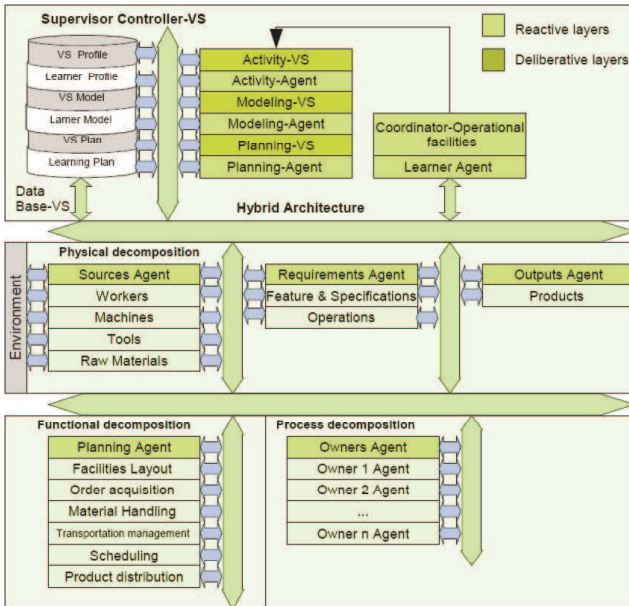 Supervisor Controller-VS
Reactive layers
Deliberative layers
VS Profile
Learner Profile
VS Model
Larner Model
VS Plan
Learning Plan
Data
Base-VS
Activity-VS
Activity-Agent
Modeling-VS
Modeling-Agent
Planning-VS
Planning-Agent
Coordinator-Operational
facilities
Learner Agent
Hybrid Architecture
Environment
Physical decomposition
Sources Agent
Workers
Machines
Tools
Raw Materials
Requirements Agent
Feature & Specifications
Operations
Outputs Agent
Products
Functional decomposition
Planning Agent
Facilities Layout
Order acquisition
Material Handling
Transportation management
Scheduling
Product distribution
Process decomposition
Owners Agent
Owner 1 Agent
Owner 2 Agent
...
Owner n Agent